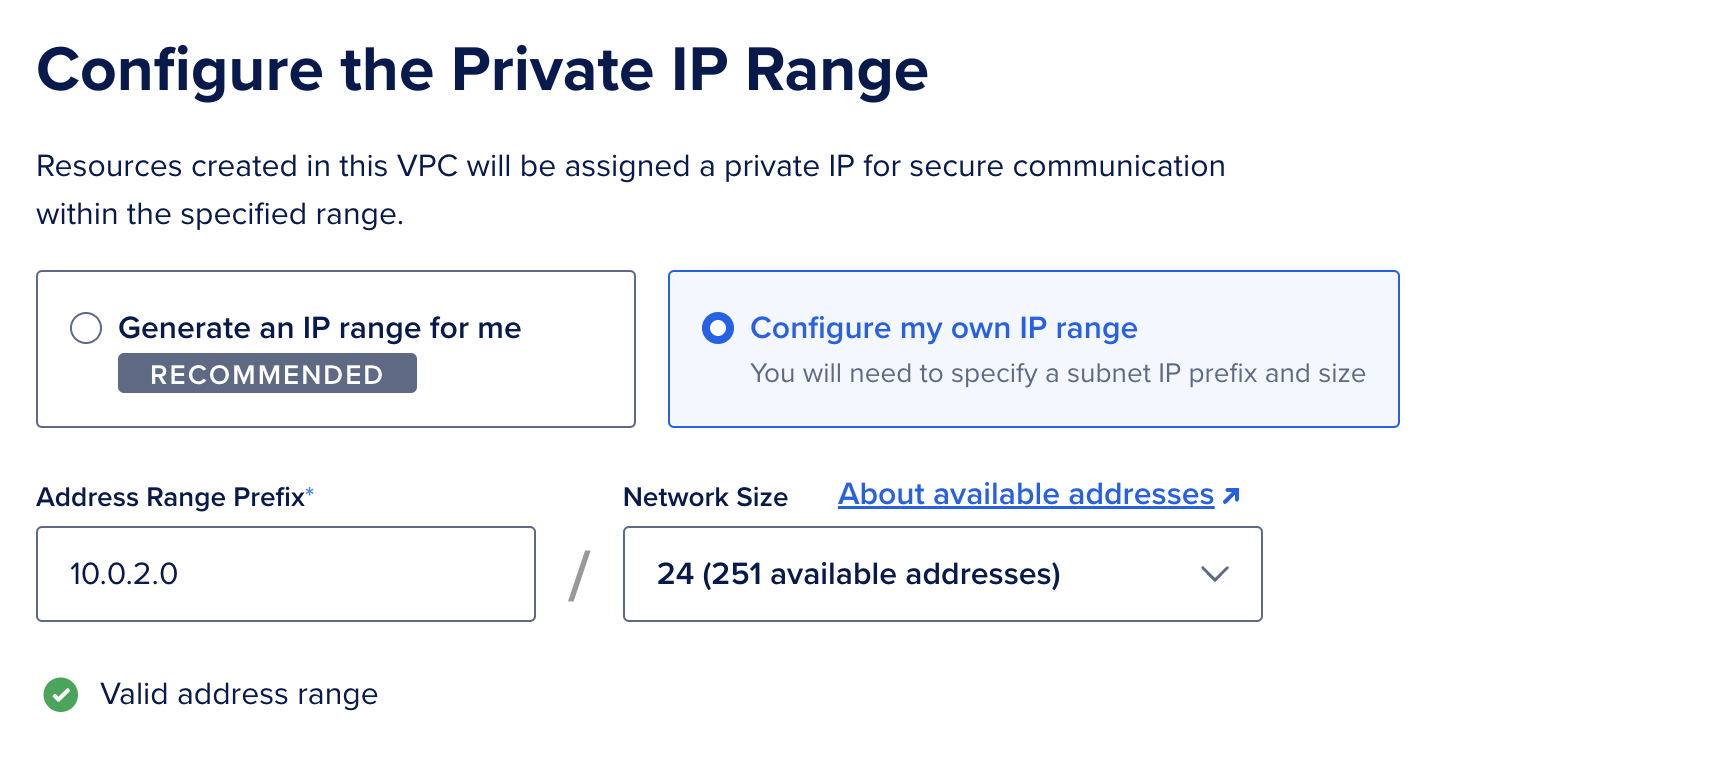 Configure the Private IP Range
Resources created in this VPC will be assigned a private IP for secure communication
within the specified range.
Generate an IP range for me
RECOMMENDED
Configure my own IP range
You will need to specify a subnet IP prefix and size
Address Range Prefix*
10.0.2.0
/
Network Size
About available addresses
24 (251 available addresses)
Valid address range